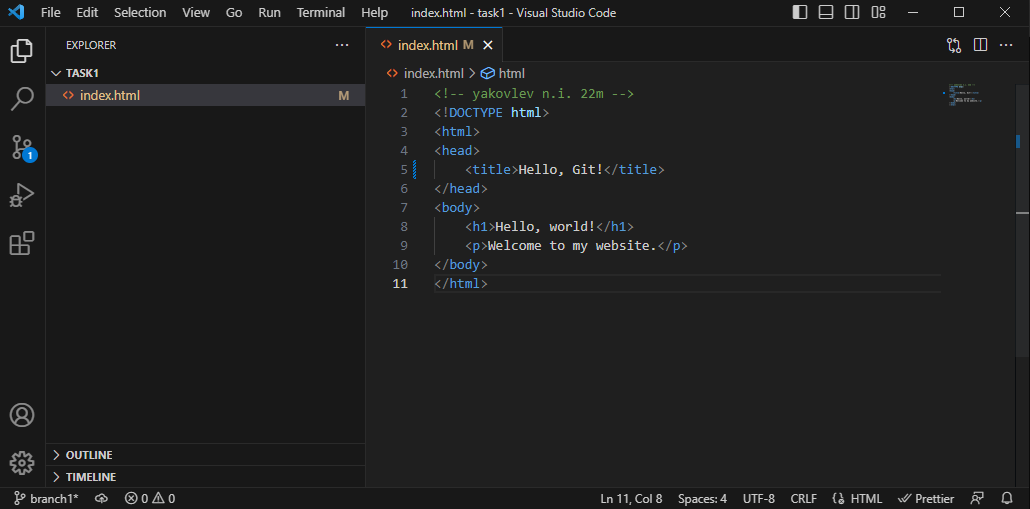 File Edit Selection View Go Run Terminal Help index.html - task1 - Visual Studio Code
EXPLORER
TASK1
index.html M
1
OUTLINE
TIMELINE
index.html M
index.html > html
1 <!-- yakovlev n.i. 22m -->
2 <!DOCTYPE html>
3 <html>
4 <head>
5 <title>Hello, Git!</title>
6 </head>
7 <body>
8 <h1>Hello, world!</h1>
9 <p>Welcome to my website.</p>
10 </body>
11 </html>
branch1* 0 0 Ln 11, Col 8 Spaces: 4 UTF-8 CRLF HTML Prettier